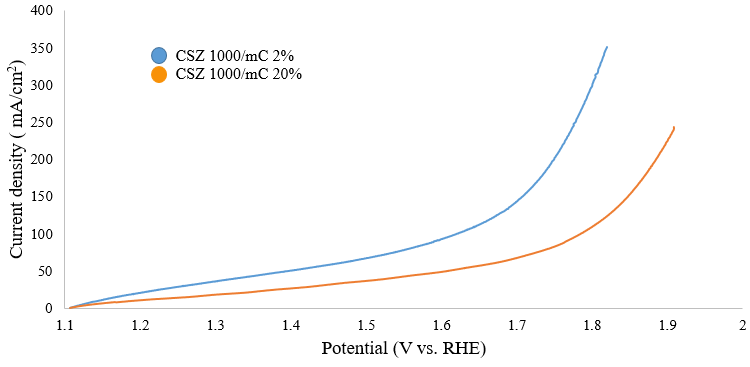 400
350
300
250
200
150
100
50
0
Current density ( mA/cm²)
CSZ 1000/mC 2%
CSZ 1000/mC 20%
1.1 1.2 1.3 1.4 1.5 1.6 1.7 1.8 1.9 2
Potential (V vs. RHE)